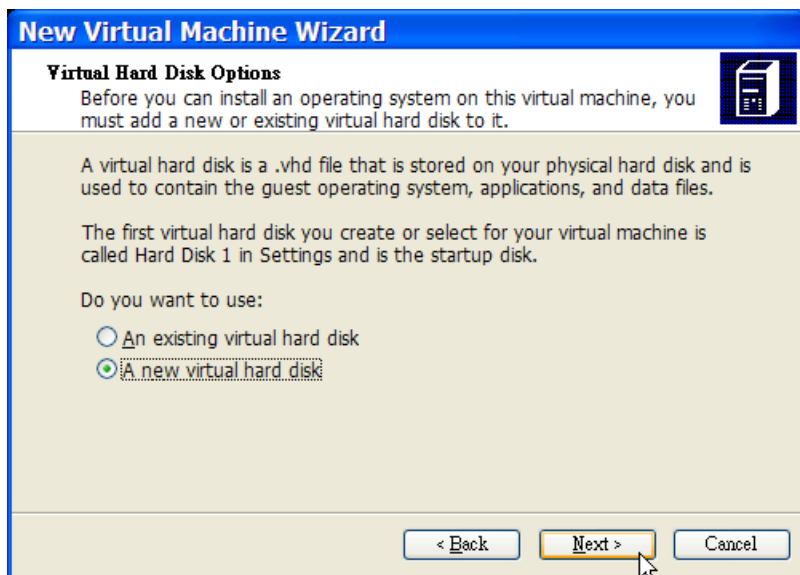 New Virtual Machine Wizard
Virtual Hard Disk Options
Before you can install an operating system on this virtual machine, you
must add a new or existing virtual hard disk to it.
A virtual hard disk is a .vhd file that is stored on your physical hard disk and is
used to contain the guest operating system, applications, and data files.
The first virtual hard disk you create or select for your virtual machine is
called Hard Disk 1 in Settings and is the startup disk.
Do you want to use:
An existing virtual hard disk
A new virtual hard disk
< Back Next > Cancel